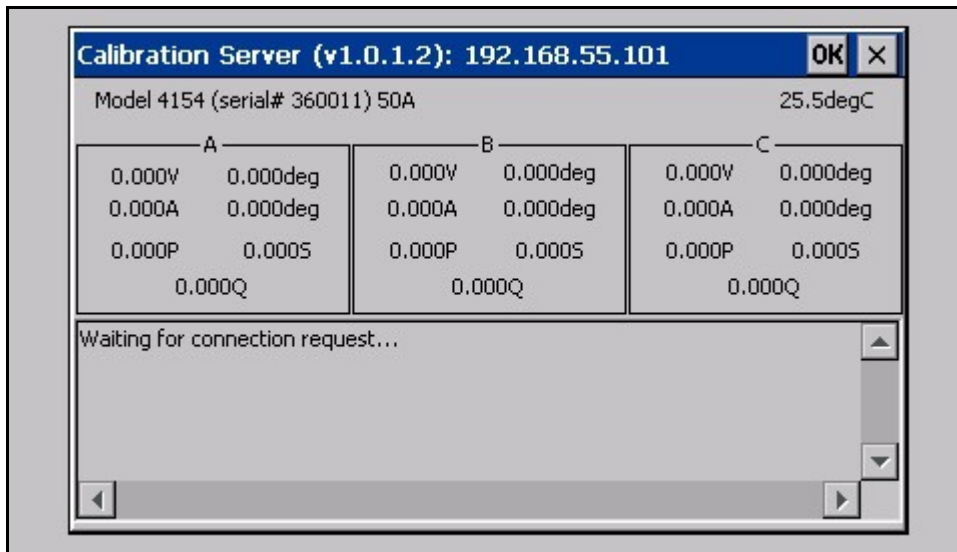 Calibration Server (v1.0.1.2): 192.168.55.101 OK ×
Model 4154 (serial# 360011) 50A 25.5degC
A B C
0.000V 0.000deg 0.000V 0.000deg 0.000V 0.000deg
0.000A 0.000deg 0.000A 0.000deg 0.000A 0.000deg
0.000P 0.000S 0.000P 0.000S 0.000P 0.000S
0.000Q 0.000Q 0.000Q
Waiting for connection request...